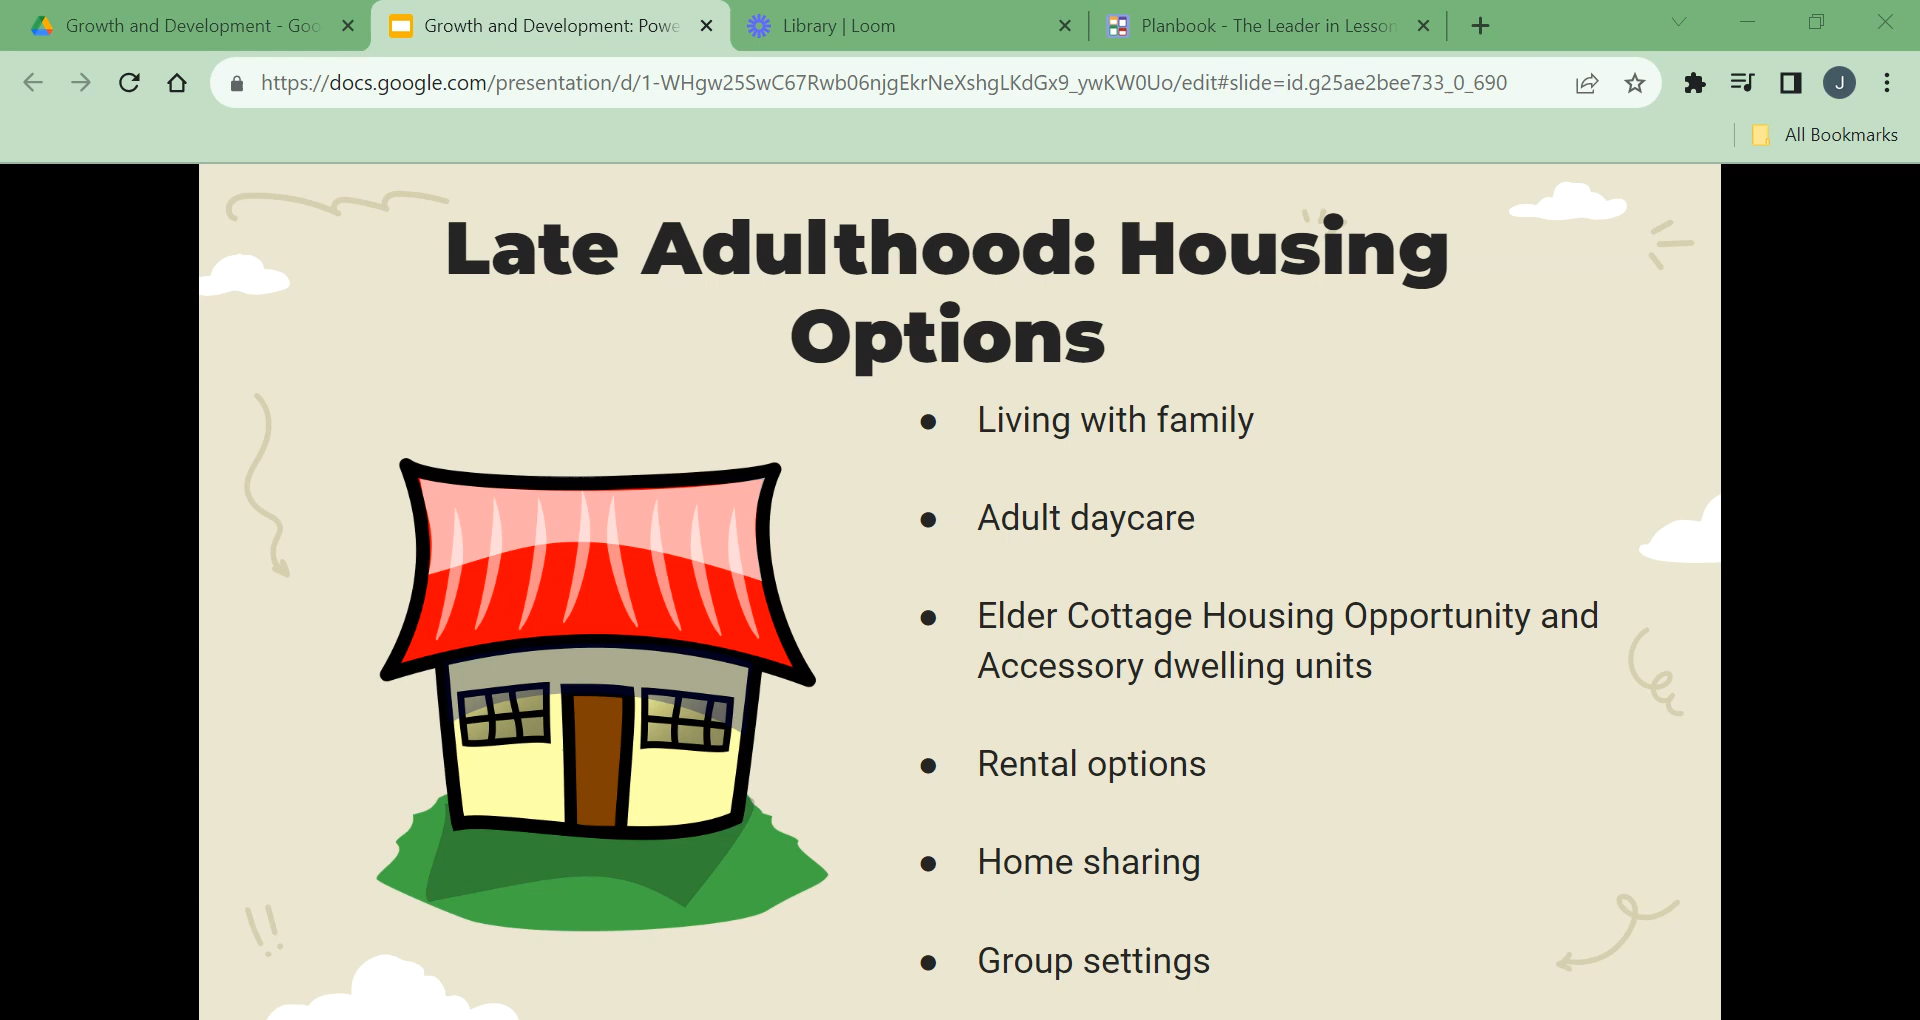 Growth and Development - Goo
Growth and Development: Powe
Library | Loom
Planbook - The Leader in Lesson
https://docs.google.com/presentation/d/1-WHgw25SwC67Rwb06njgEkrNeXshgLKdGx9_ywKW0Uo/edit#slide=id.g25ae2bee733_0_690
J
All Bookmarks
Late Adulthood: Housing
Options
● Living with family
● Adult daycare
● Elder Cottage Housing Opportunity and
Accessory dwelling units
● Rental options
● Home sharing
● Group settings
!!